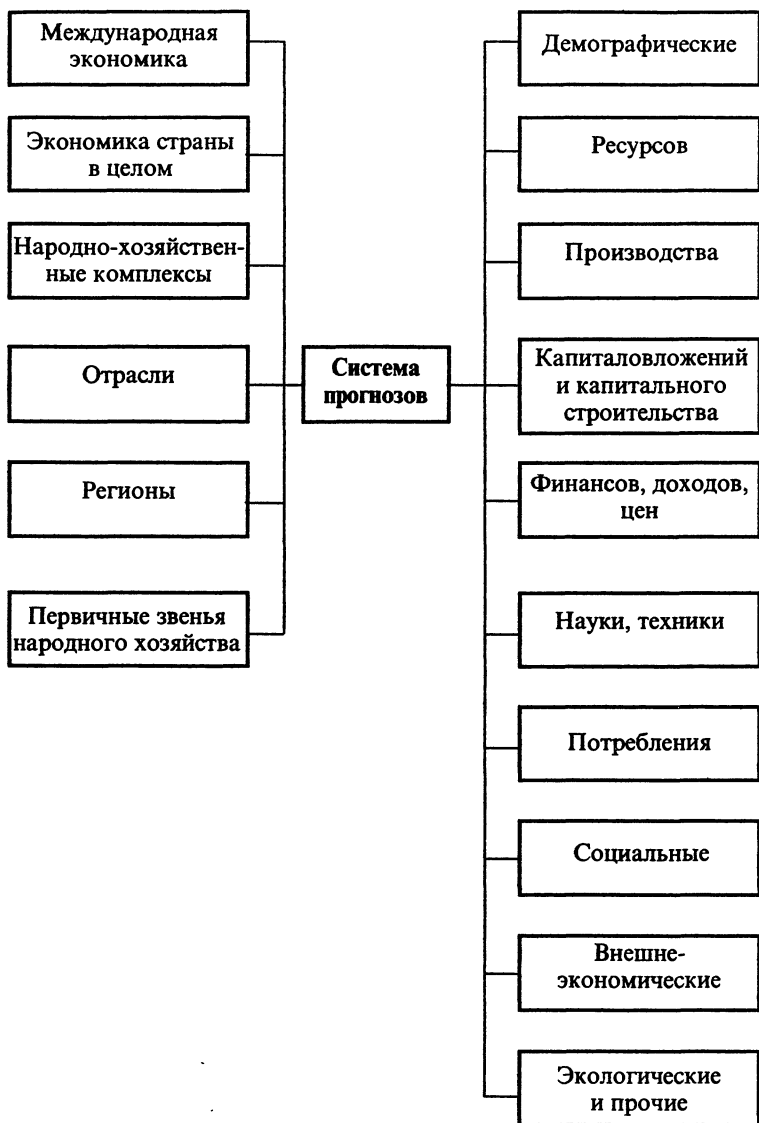 Международная
экономика
Экономика страны
в целом
Народно-хозяйствен-
ные комплексы
Отрасли
Регионы
Первичные звенья
народного хозяйства
Система
прогнозов
Демографические
Ресурсов
Производства
Капиталовложений
и капитального
строительства
Финансов, доходов,
цен
Науки, техники
Потребления
Социальные
Внешне-
экономические
Экологические
и прочие